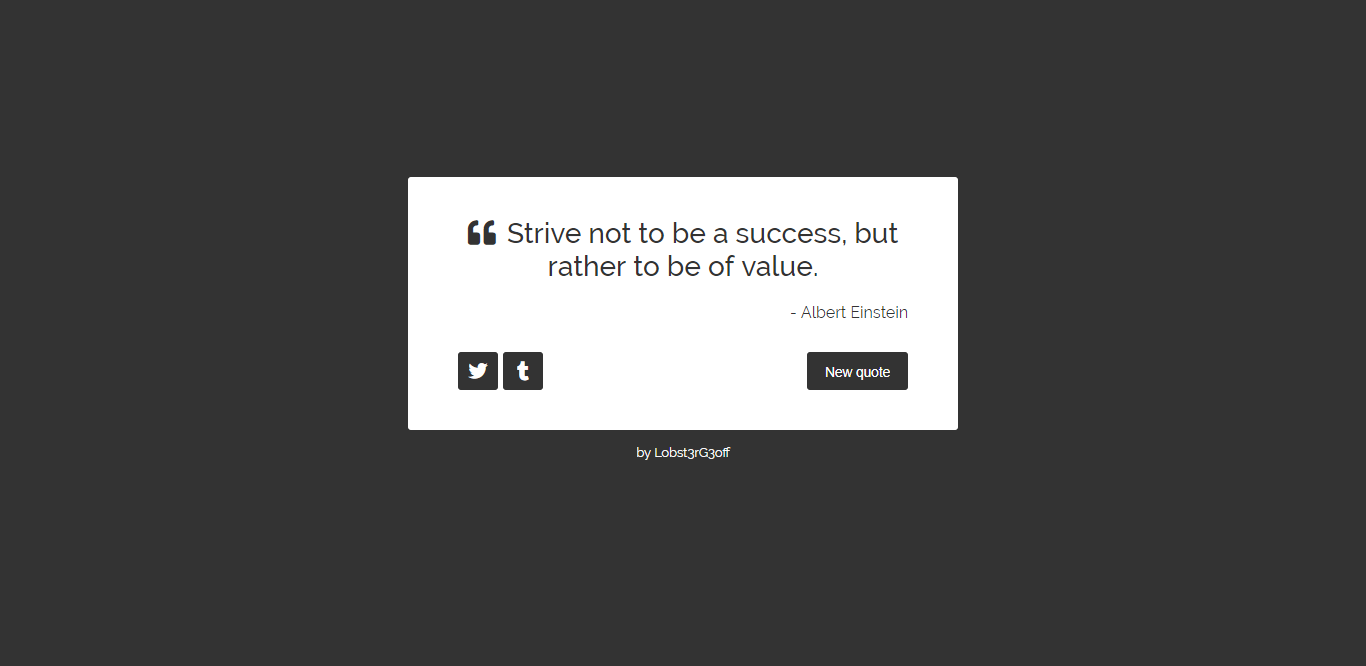 ❝ Strive not to be a success, but
rather to be of value.
- Albert Einstein
New quote
by Lobst3rG3off